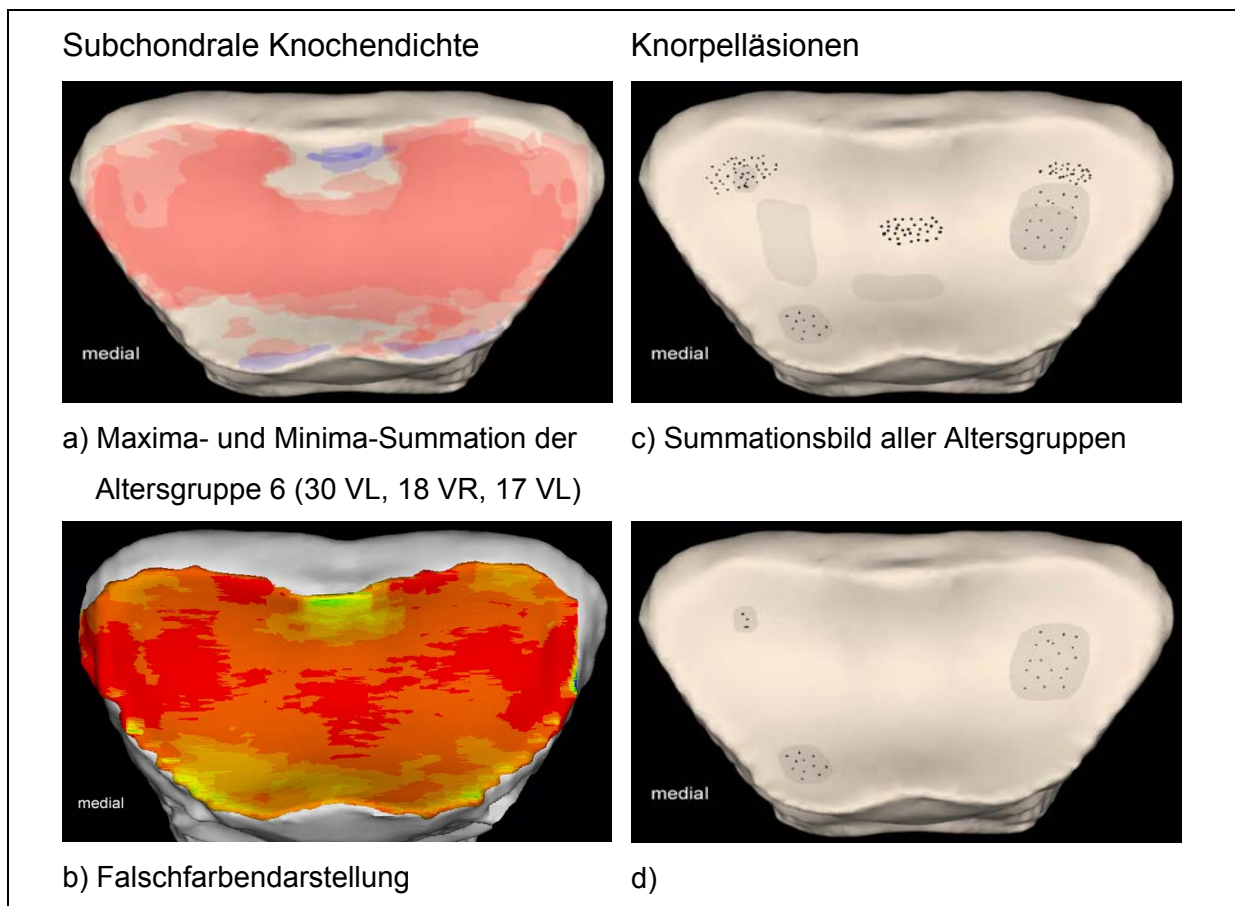 Subchondrale Knochendichte
Knorpelläsionen
medial
medial
a) Maxima- und Minima-Summation der
Altersgruppe 6 (30 VL, 18 VR, 17 VL)
c) Summationsbild aller Altersgruppen
medial
medial
b) Falschfarbendarstellung
d)